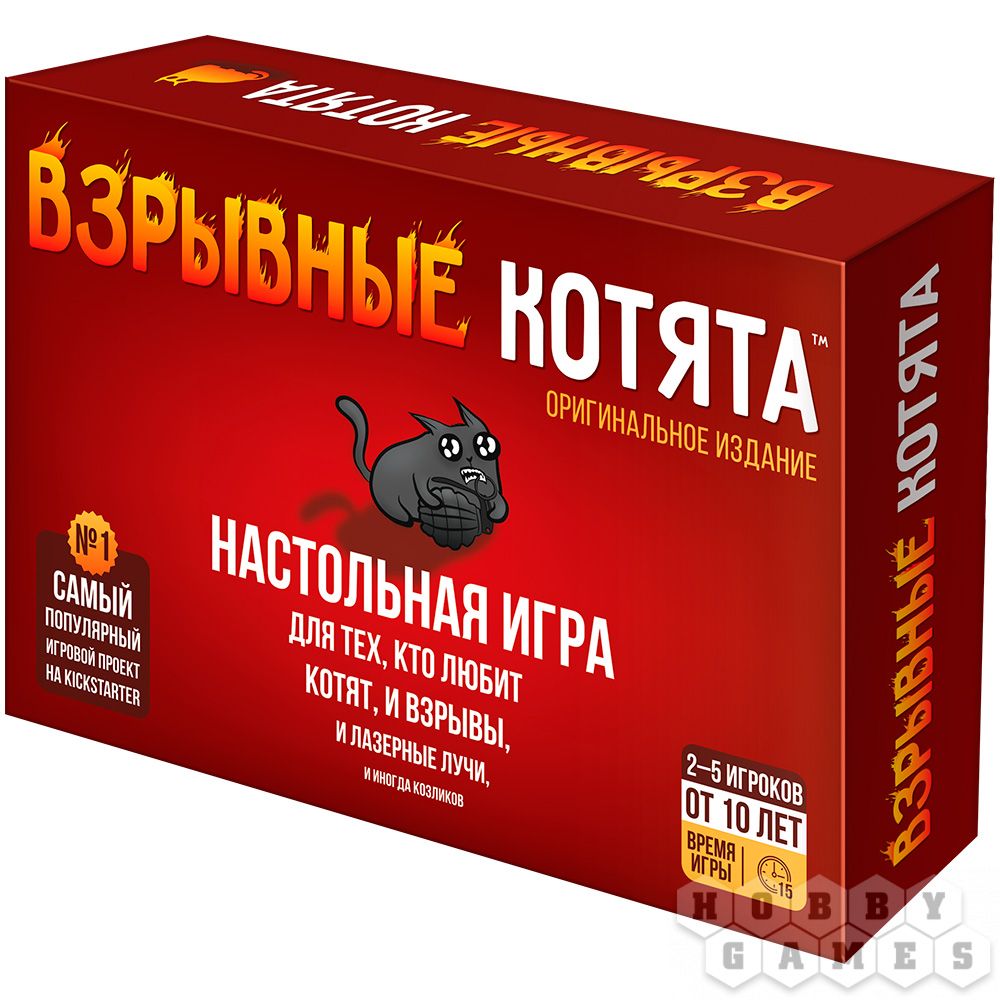 ВЗРЫВНЫЕ КОТЯТА
ВЗРЫВНЫЕ
КОТЯТА™
ОРИГИНАЛЬНОЕ ИЗДАНИЕ
НАСТОЛЬНАЯ ИГРА
ДЛЯ ТЕХ, КТО ЛЮБИТ
КОТЯТ, И ВЗРЫВЫ,
И ЛАЗЕРНЫЕ ЛУЧИ,
И ИНОГДА КОЗЛИКОВ
№1
САМЫЙ
ПОПУЛЯРНЫЙ
ИГРОВОЙ ПРОЕКТ
НА KICKSTARTER
2–5 ИГРОКОВ
ОТ 10 ЛЕТ
ВРЕМЯ
ИГРЫ
15
ВЗРЫВНЫЕ КОТЯТА
HOBBY
GAMES